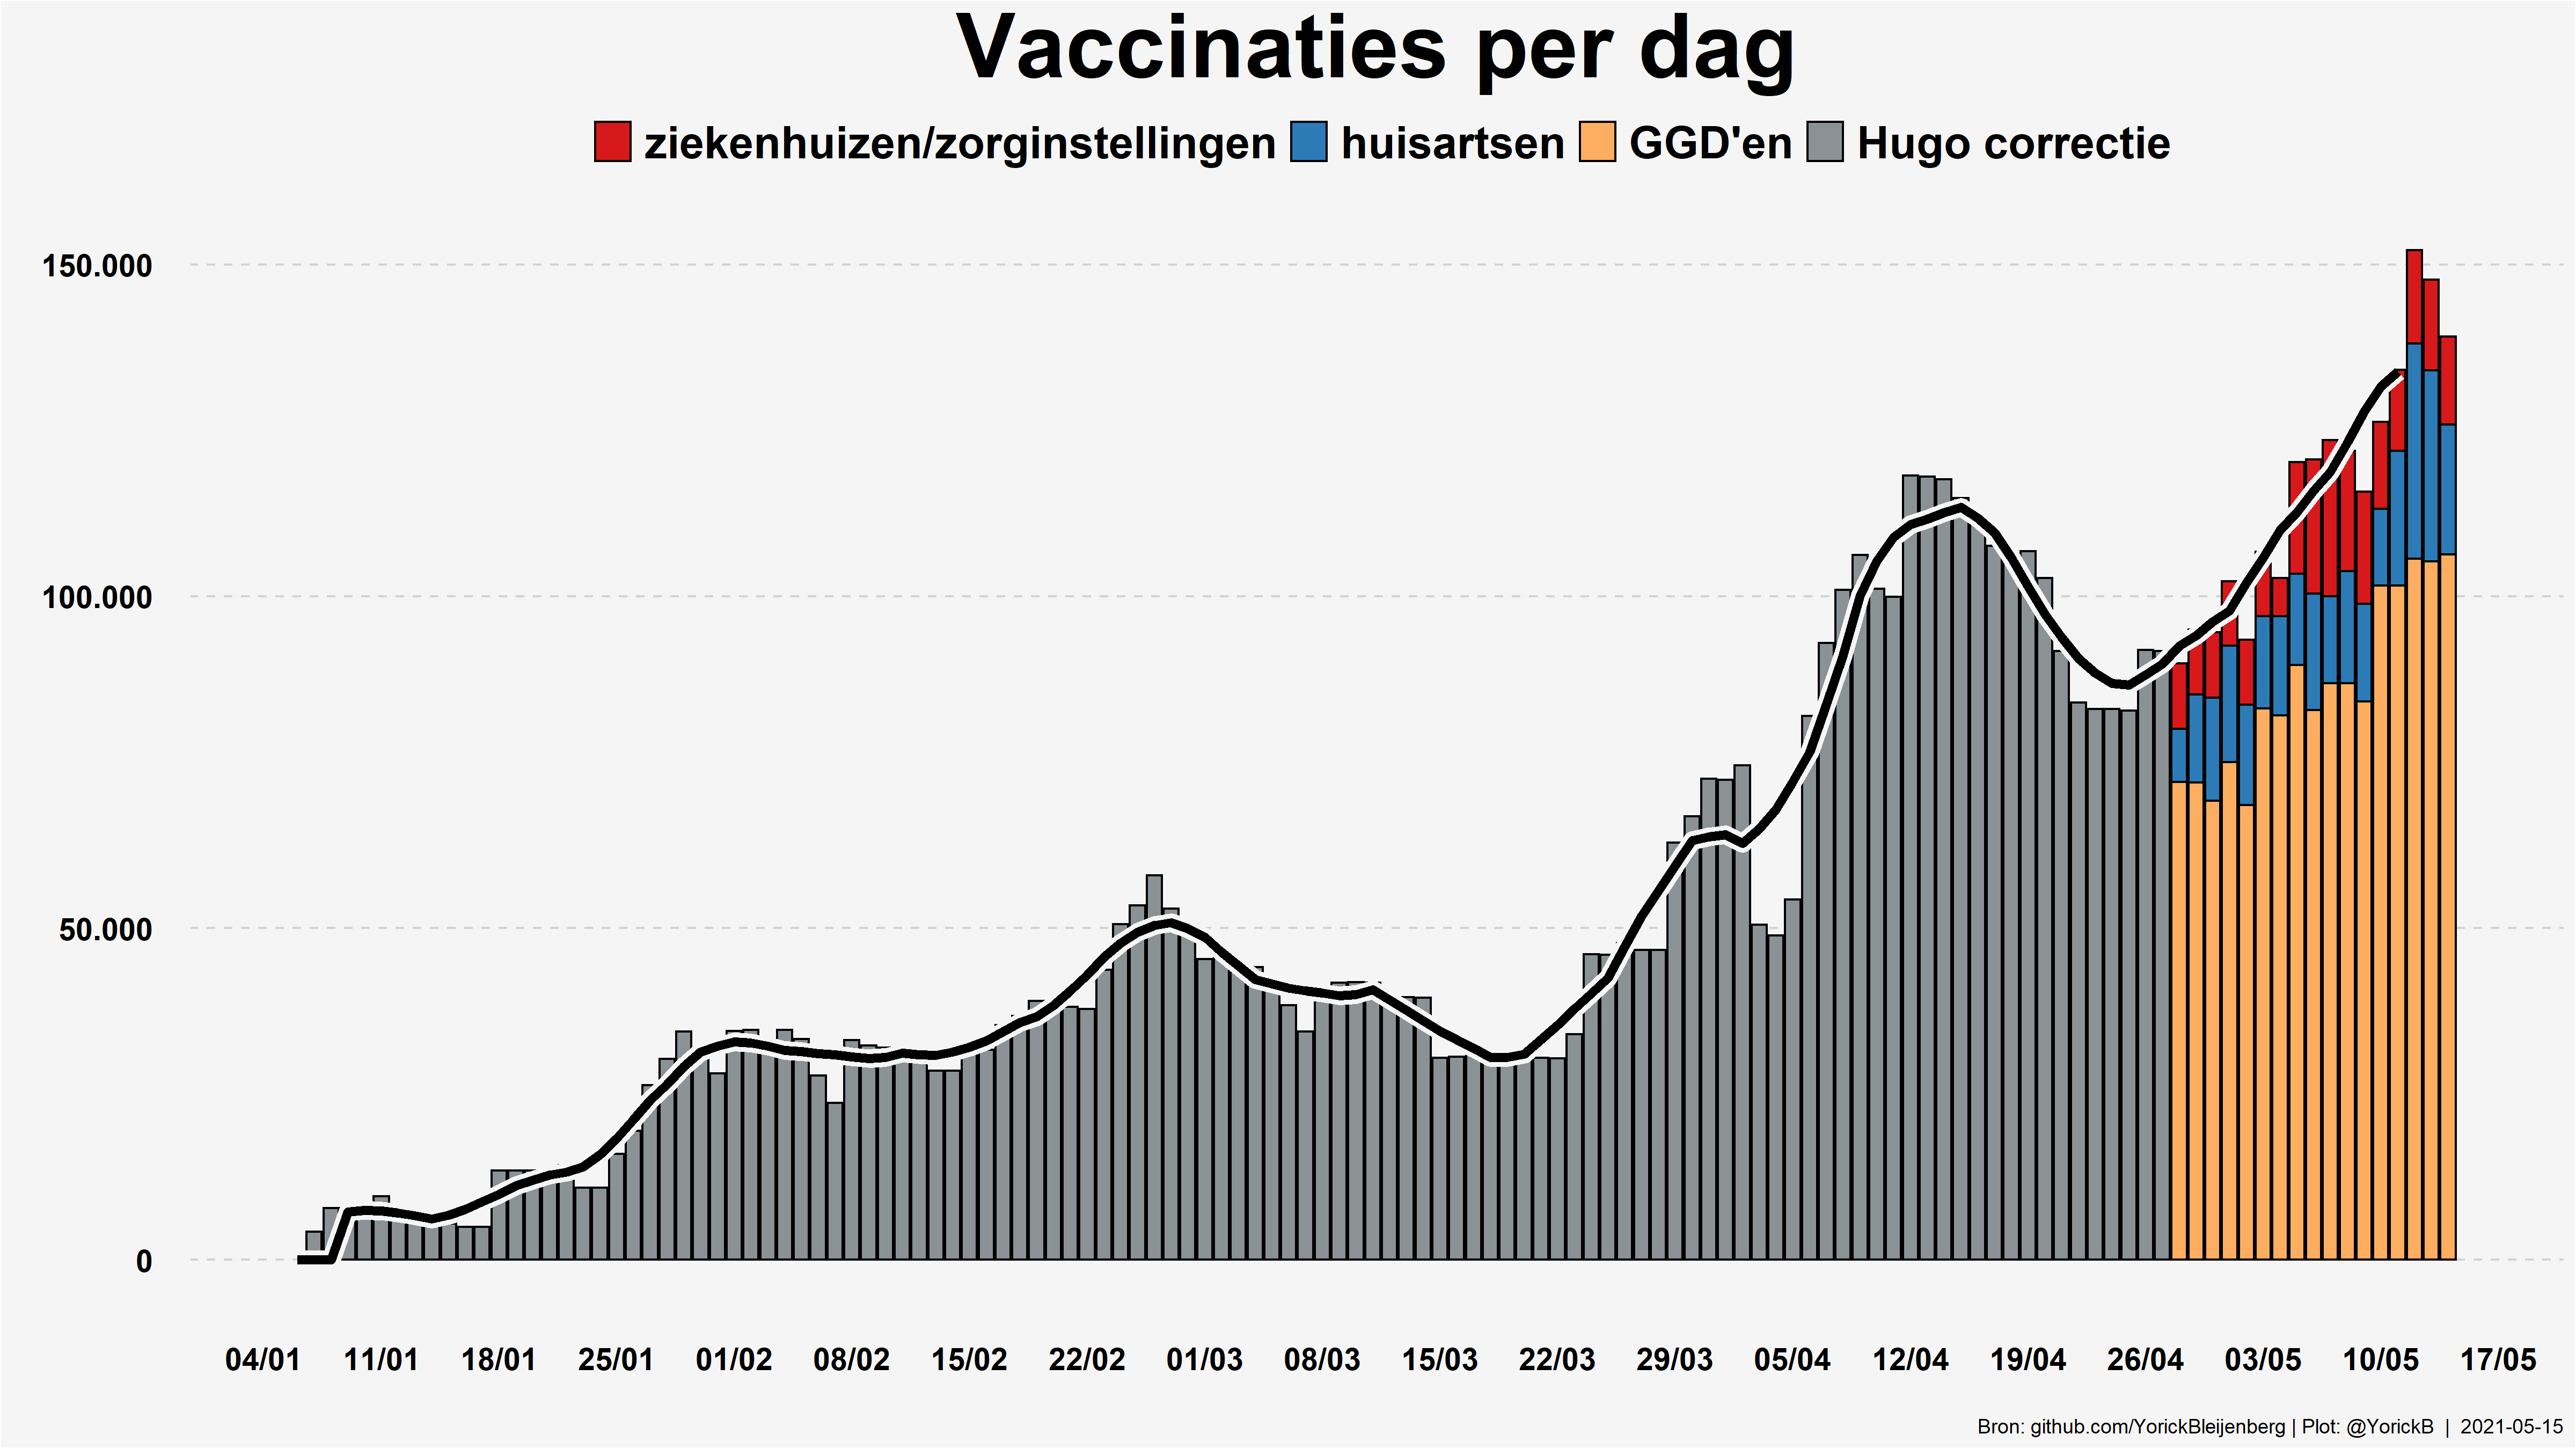 Vaccinaties per dag
ziekenhuizen/zorginstellingen huisartsen GGD'en Hugo correctie
150.000
100.000
50.000
0
04/01 11/01 18/01 25/01 01/02 08/02 15/02 22/02 01/03 08/03 15/03 22/03 29/03 05/04 12/04 19/04 26/04 03/05 10/05 17/05
Bron: github.com/YorickBleijenberg | Plot: @YorickB | 2021-05-15